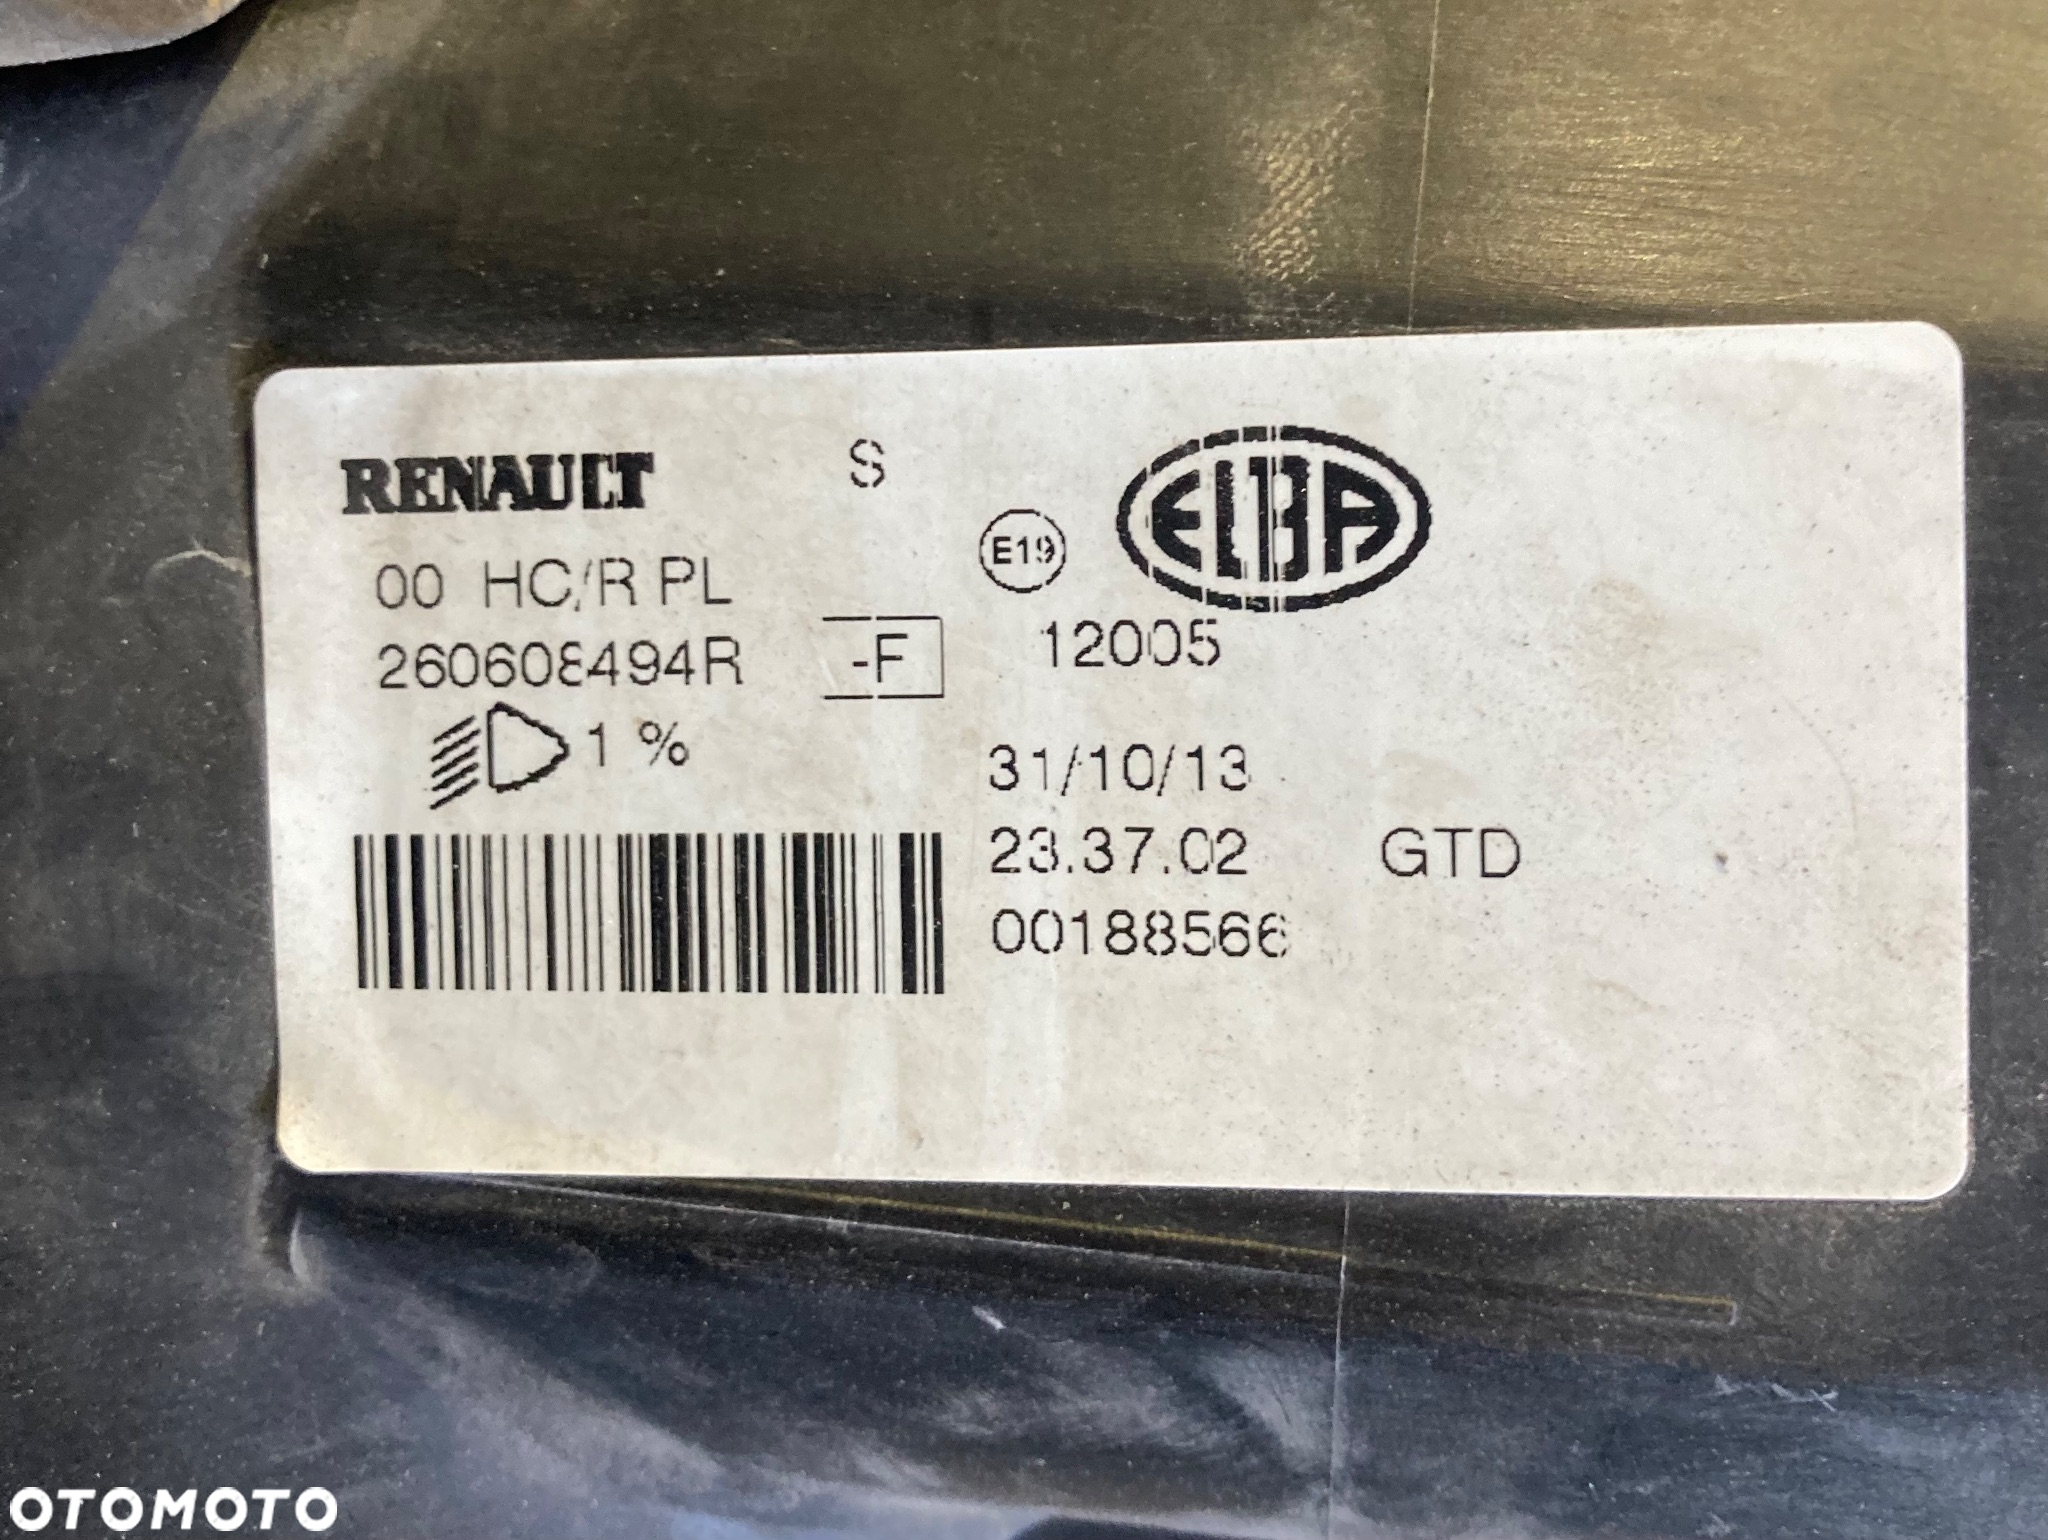 RENAULT S
E19 ELBA
00 HC/R PL
260608494R -F 12005
1 %
31/10/13
23.37.02 GTD
00188566
OTOMOTO